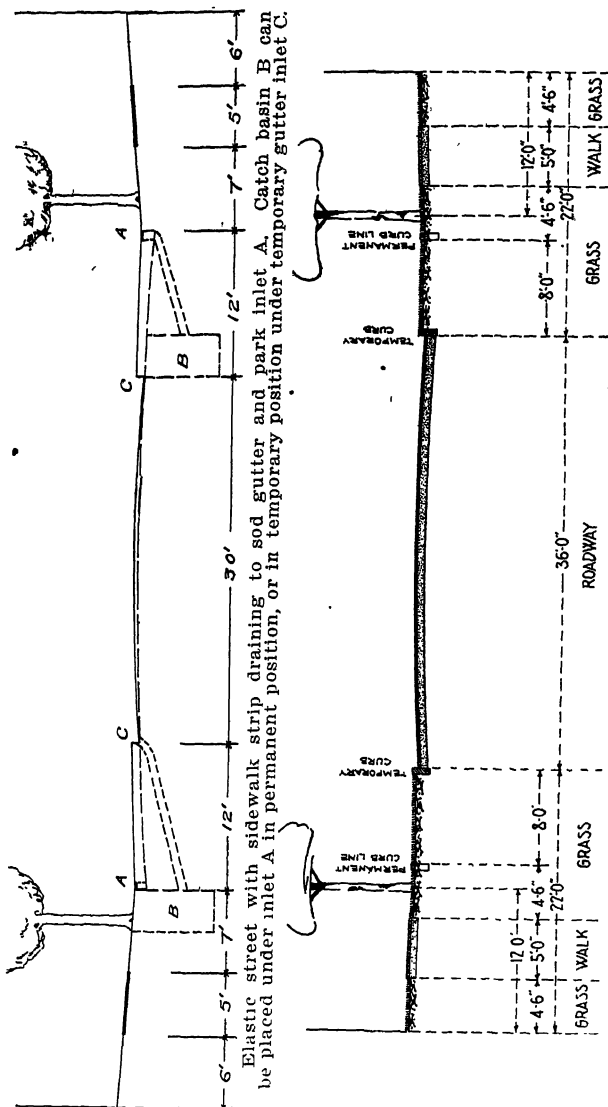 A C C A
B B
6' 5' 7' 12' 30' 12' 7' 5' 6'
Elastic street with sidewalk strip draining to sod gutter and park inlet A. Catch basin B can
be placed under inlet A in permanent position, or in temporary position under temporary gutter inlet C.
PERMANENT
CURB LINE
TEMPORARY
CURB
TEMPORARY
CURB
PERMANENT
CURB LINE
12'0" 12'0"
4'-6" 5'-0" 4'-6" 8'-0" 8'-0" 4'-6" 5'-0" 4'-6"
22'-0" 36'-0" 22'-0"
GRASS WALK GRASS ROADWAY GRASS WALK GRASS